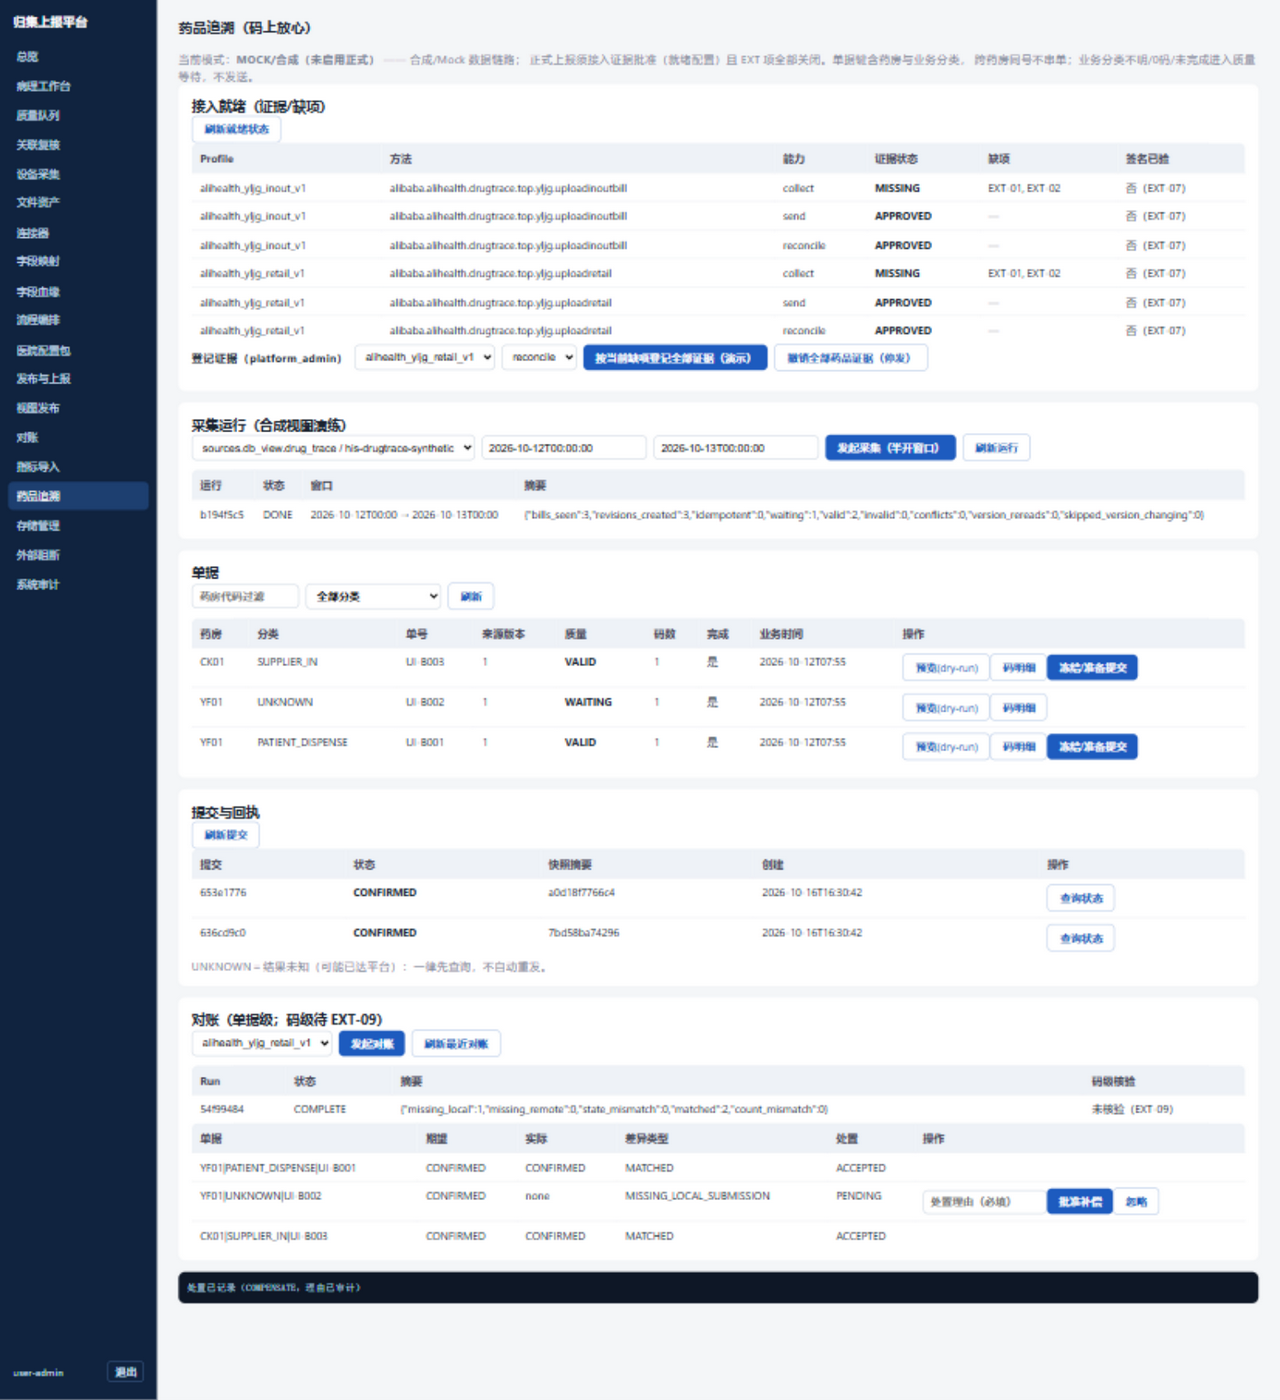 归集上报平台
总览
病理工作台
质量队列
关联复核
设备采集
文件资产
连接器
字段映射
字段血缘
流程编排
医院配置包
发布与上报
视图发布
对账
指标导入
药品追溯
存储管理
外部阻断
系统审计
user-admin 退出
药品追溯（码上放心）
当前模式：MOCK/合成（未启用正式） —— 合成/Mock 数据链路； 正式上报须接入证据批准（就绪配置）且 EXT 项全部关闭。单据键含药房与业务分类， 跨药房同号不串单；业务分类不明/0码/未完成进入质量
等待，不发送。
接入就绪（证据/缺项）
刷新就绪状态
Profile 方法 能力 证据状态 缺项 签名已验
alihealth_yljg_inout_v1 alibaba.alihealth.drugtrace.top.yljg.uploadinoutbill collect MISSING EXT-01, EXT-02 否（EXT-07）
alihealth_yljg_inout_v1 alibaba.alihealth.drugtrace.top.yljg.uploadinoutbill send APPROVED — 否（EXT-07）
alihealth_yljg_inout_v1 alibaba.alihealth.drugtrace.top.yljg.uploadinoutbill reconcile APPROVED — 否（EXT-07）
alihealth_yljg_retail_v1 alibaba.alihealth.drugtrace.top.yljg.uploadretail collect MISSING EXT-01, EXT-02 否（EXT-07）
alihealth_yljg_retail_v1 alibaba.alihealth.drugtrace.top.yljg.uploadretail send APPROVED — 否（EXT-07）
alihealth_yljg_retail_v1 alibaba.alihealth.drugtrace.top.yljg.uploadretail reconcile APPROVED — 否（EXT-07）
登记证据（platform_admin） alihealth_yljg_retail_v1 reconcile 按当前缺项登记全部证据（演示） 撤销全部药品证据（停发）
采集运行（合成视图演练）
sources.db_view.drug_trace / his-drugtrace-synthetic 2026-10-12T00:00:00 2026-10-13T00:00:00 发起采集（半开窗口） 刷新运行
运行 状态 窗口 摘要
b194f5c5 DONE 2026-10-12T00:00 → 2026-10-13T00:00 {"bills_seen":3,"revisions_created":3,"idempotent":0,"waiting":1,"valid":2,"invalid":0,"conflicts":0,"version_rereads":0,"skipped_version_changing":0}
单据
药房代码过滤 全部分类 刷新
药房 分类 单号 来源版本 质量 码数 完成 业务时间 操作
CK01 SUPPLIER_IN UI-B003 1 VALID 1 是 2026-10-12T07:55 预览(dry-run) 码明细 冻结/准备提交
YF01 UNKNOWN UI-B002 1 WAITING 1 是 2026-10-12T07:55 预览(dry-run) 码明细
YF01 PATIENT_DISPENSE UI-B001 1 VALID 1 是 2026-10-12T07:55 预览(dry-run) 码明细 冻结/准备提交
提交与回执
刷新提交
提交 状态 快照摘要 创建 操作
653e1776 CONFIRMED a0d18f7766c4 2026-10-16T16:30:42 查询状态
636cd9c0 CONFIRMED 7bd58ba74296 2026-10-16T16:30:42 查询状态
UNKNOWN = 结果未知（可能已达平台）：一律先查询，不自动重发。
对账（单据级；码级待 EXT-09）
alihealth_yljg_retail_v1 发起对账 刷新最近对账
Run 状态 摘要 码级核验
54f99484 COMPLETE {"missing_local":1,"missing_remote":0,"state_mismatch":0,"matched":2,"count_mismatch":0} 未核验（EXT-09）
单据 期望 实际 差异类型 处置 操作
YF01|PATIENT_DISPENSE|UI-B001 CONFIRMED CONFIRMED MATCHED ACCEPTED
YF01|UNKNOWN|UI-B002 CONFIRMED none MISSING_LOCAL_SUBMISSION PENDING 处置理由（必填） 批准补偿 忽略
CK01|SUPPLIER_IN|UI-B003 CONFIRMED CONFIRMED MATCHED ACCEPTED
处置已记录（COMPENSATE，理由已审计）